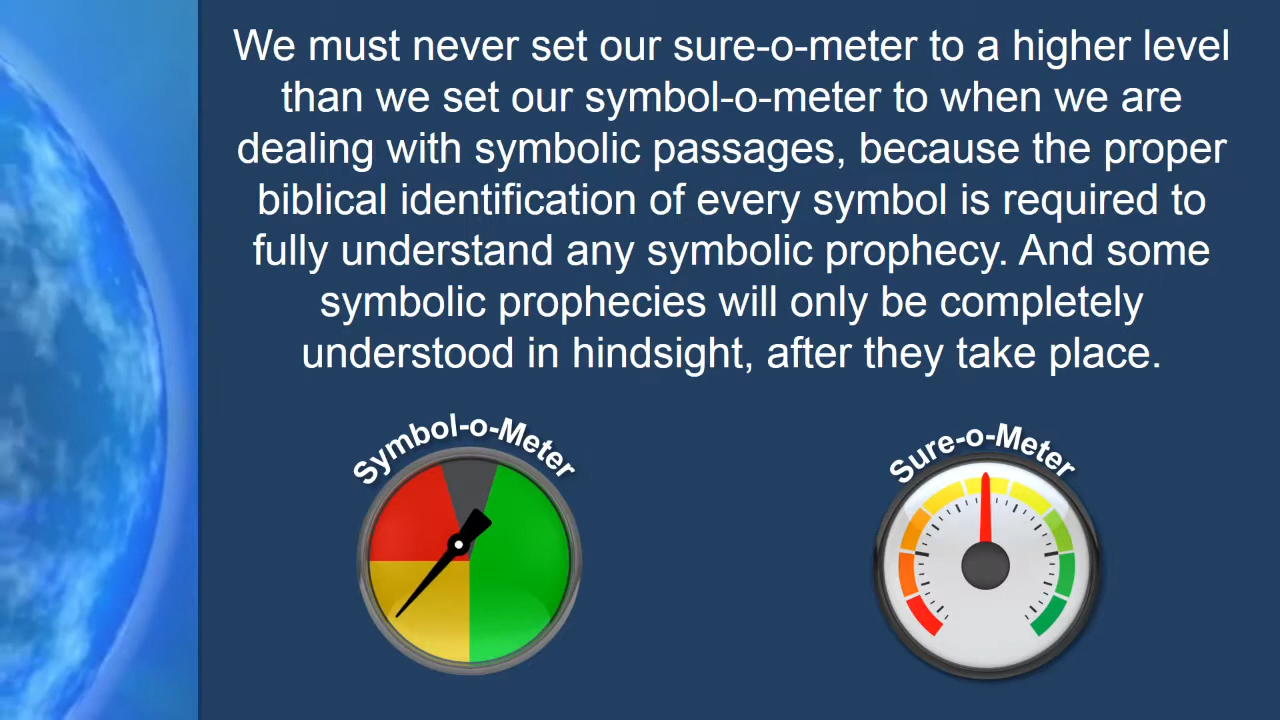 We must never set our sure-o-meter to a higher level
than we set our symbol-o-meter to when we are
dealing with symbolic passages, because the proper
biblical identification of every symbol is required to
fully understand any symbolic prophecy. And some
symbolic prophecies will only be completely
understood in hindsight, after they take place.
Symbol-o-Meter
Sure-o-Meter